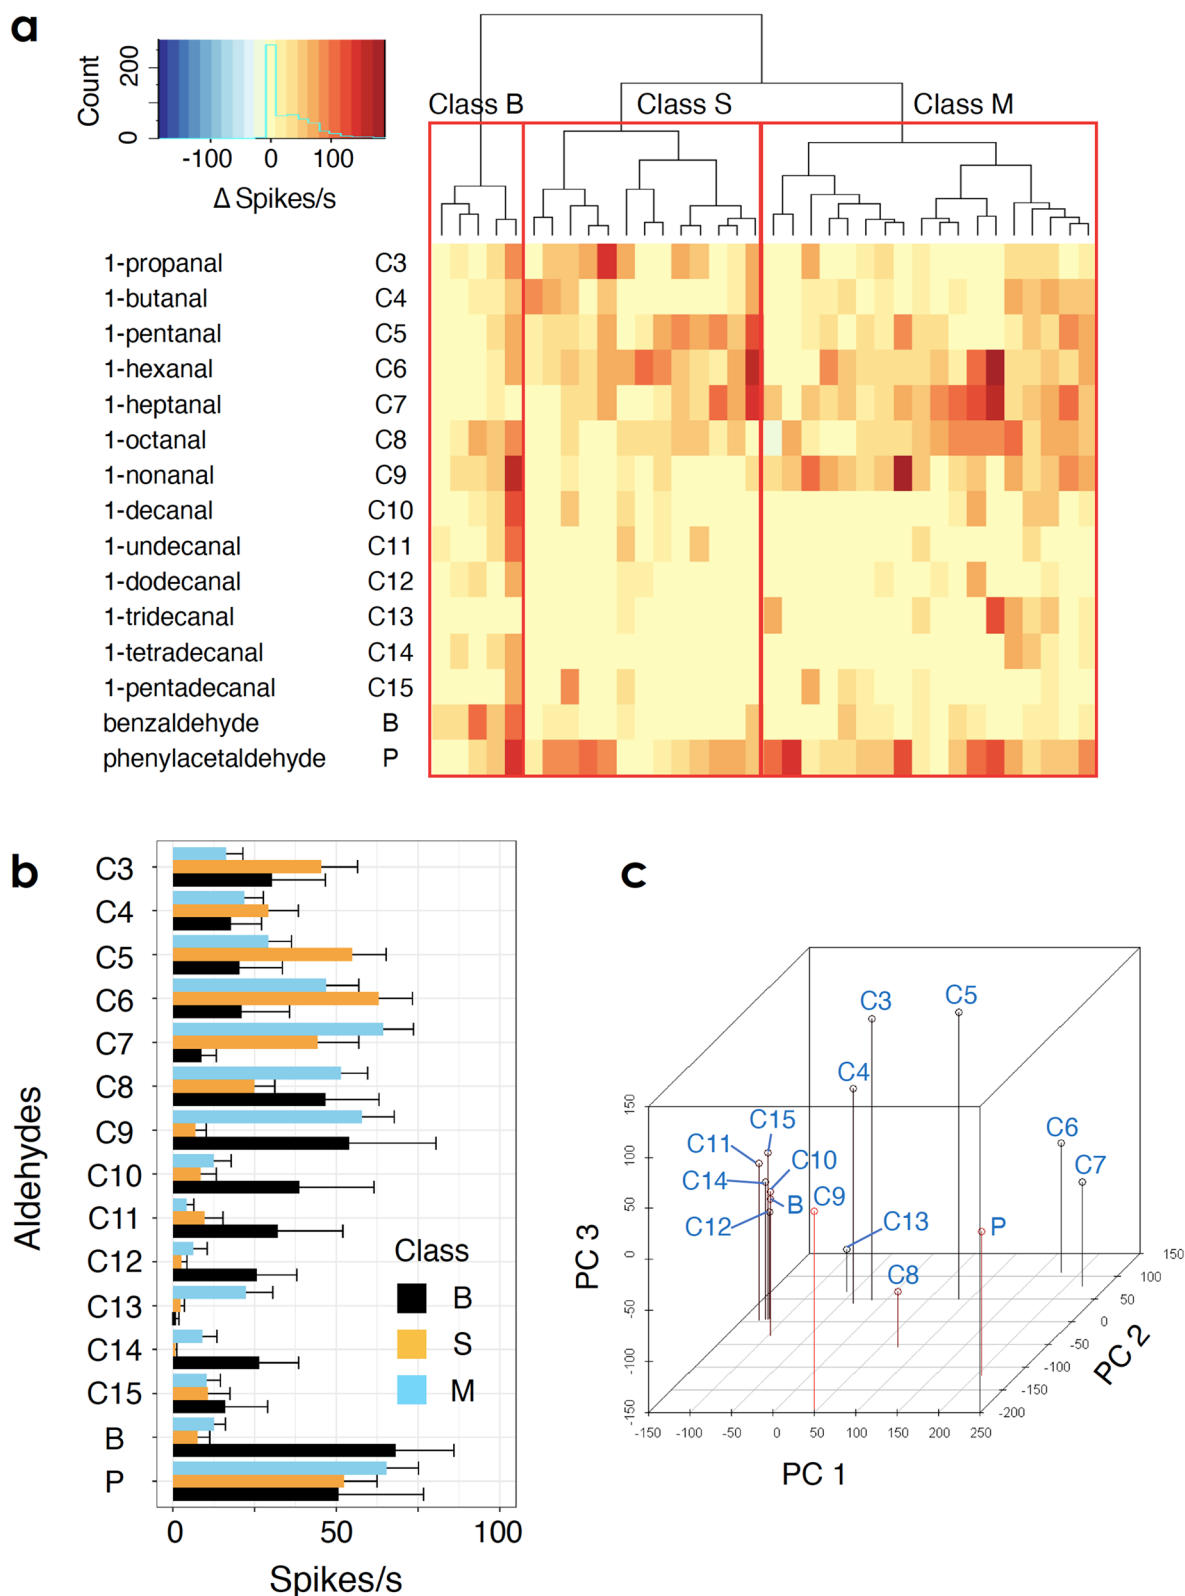 a
Count
0
200
-100 0 100
Δ Spikes/s
Class B
Class S
Class M
1-propanal C3
1-butanal C4
1-pentanal C5
1-hexanal C6
1-heptanal C7
1-octanal C8
1-nonanal C9
1-decanal C10
1-undecanal C11
1-dodecanal C12
1-tridecanal C13
1-tetradecanal C14
1-pentadecanal C15
benzaldehyde B
phenylacetaldehyde P
b
Aldehydes
C3
C4
C5
C6
C7
C8
C9
C10
C11
C12
C13
C14
C15
B
P
Class
B
S
M
0 50 100
Spikes/s
c
C3
C5
C4
C15
C11
C6
C10
C7
C14
B
C9
C12
C13
P
C8
PC 3
150
100
50
0
-50
-100
-150
-150 -100 -50 0 50 100 150 200 250
PC 1
150
100
50
0
-50
-100
-150
-200
PC 2